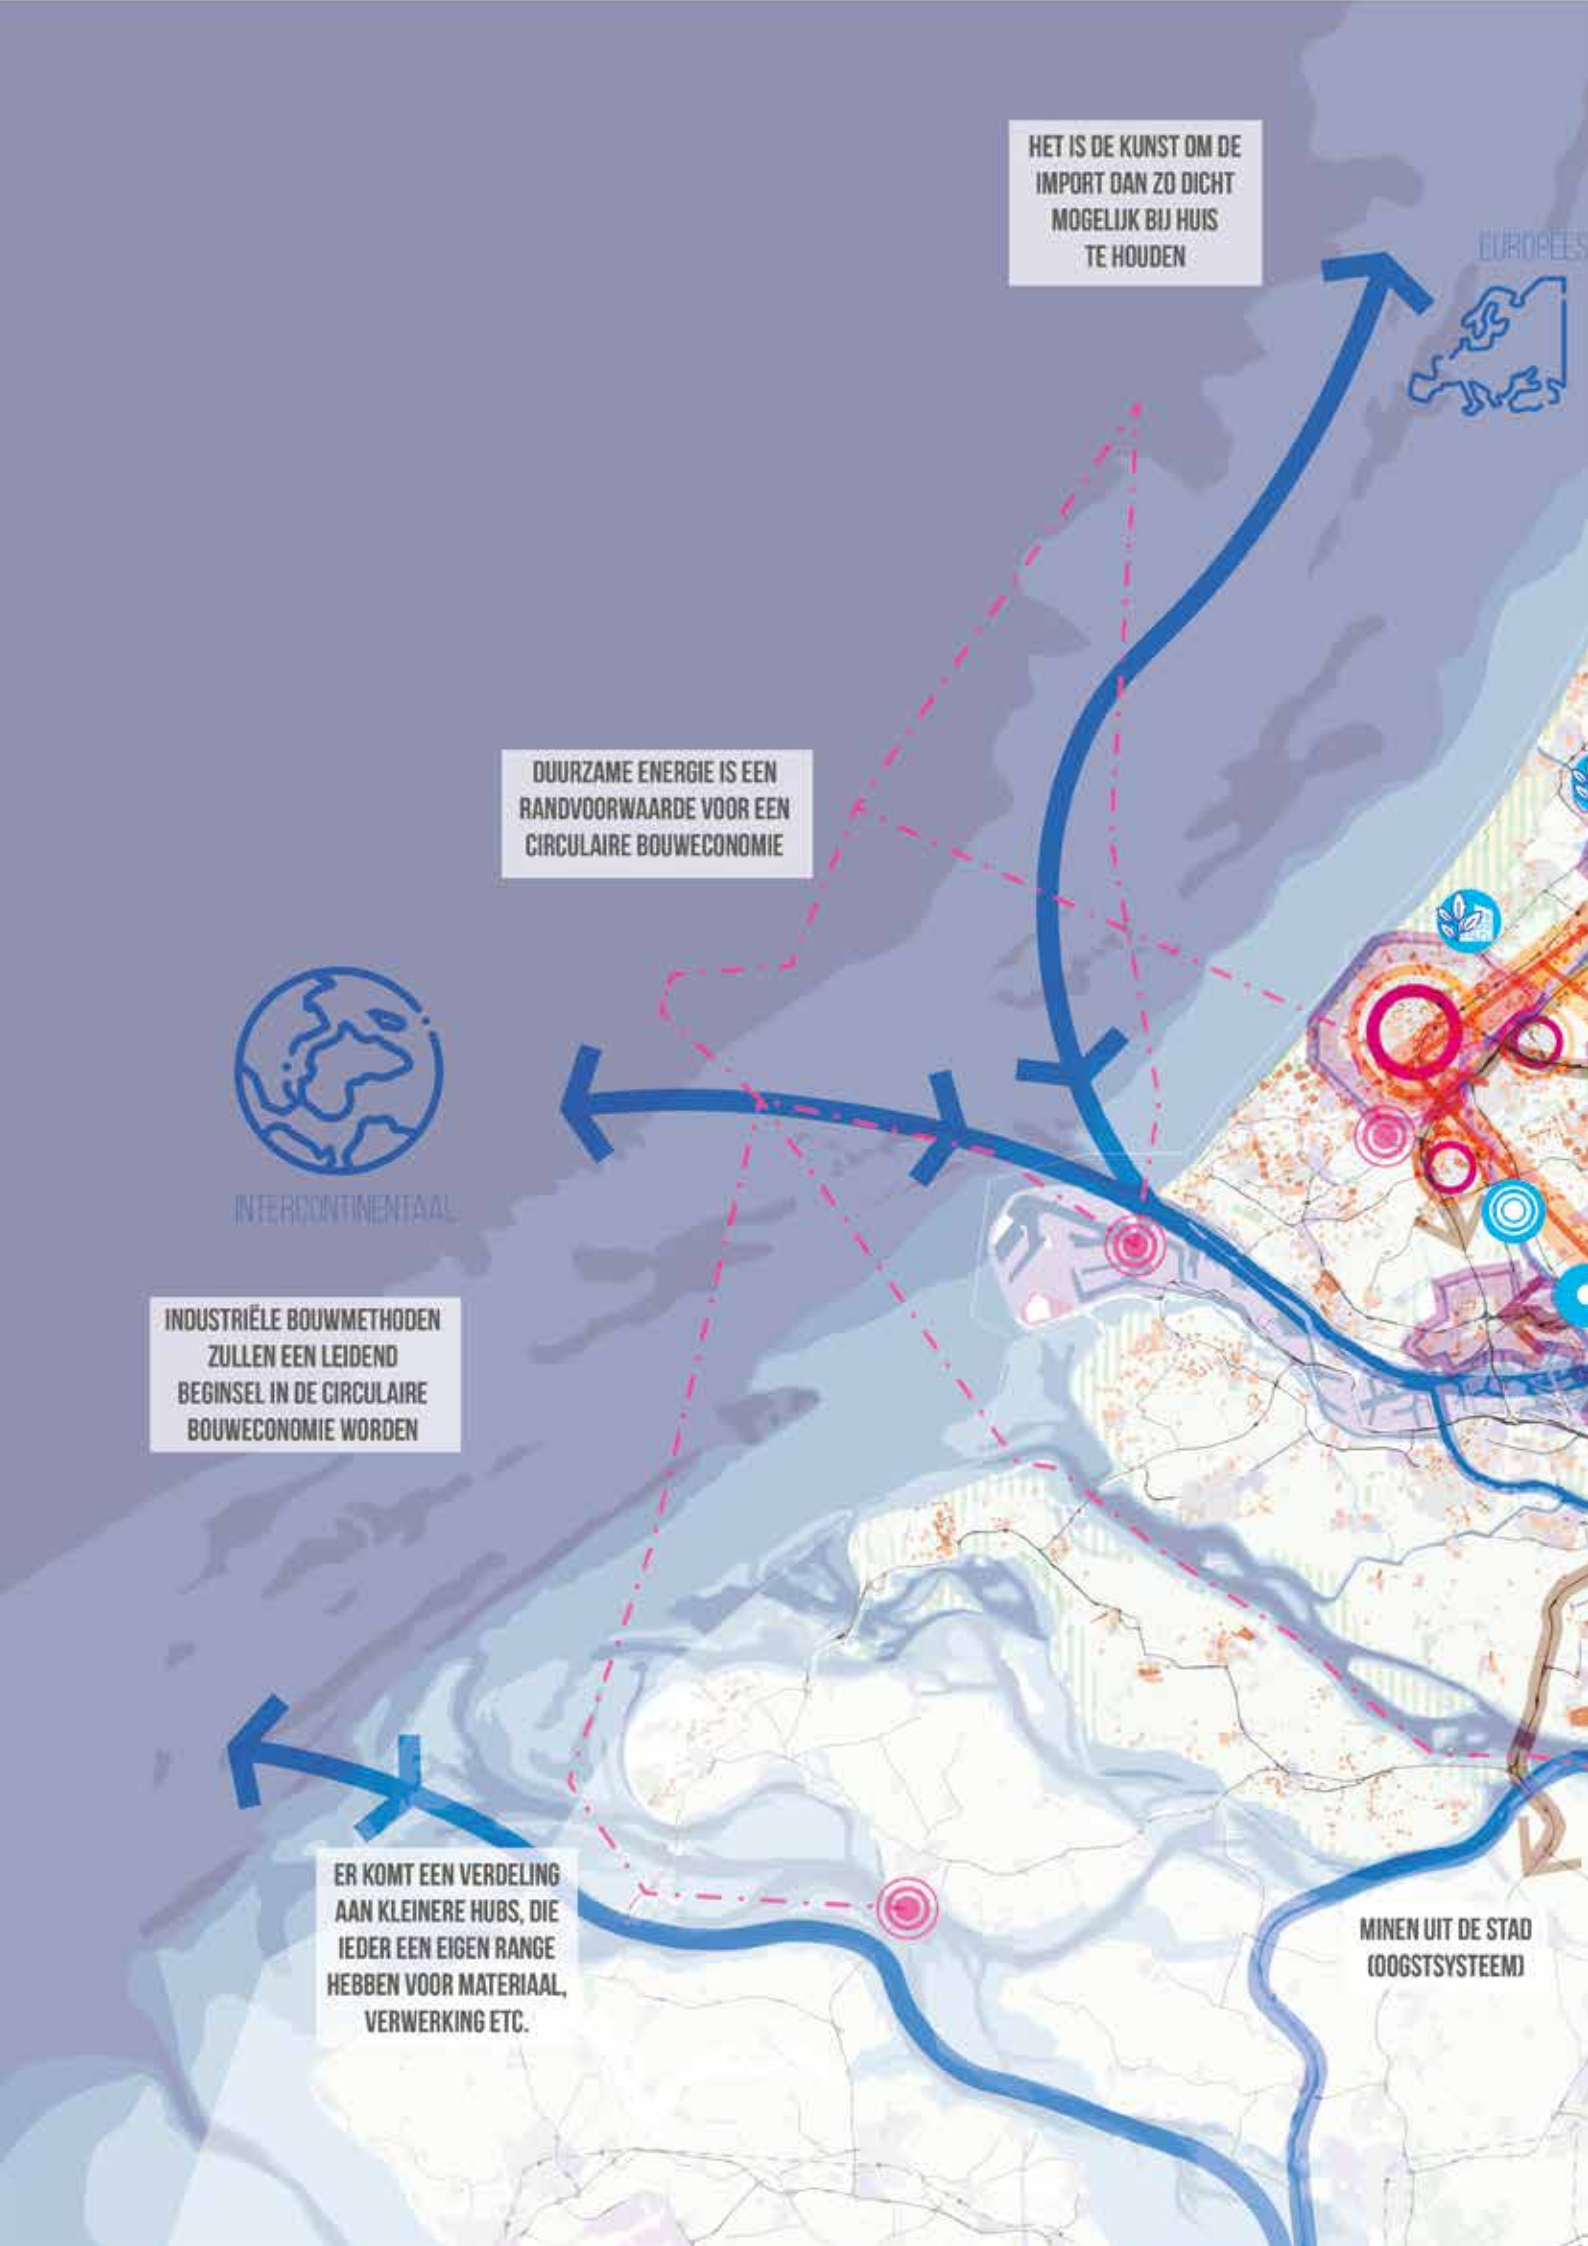 HET IS DE KUNST OM DE
IMPORT DAN ZO DICHT
MOGELIJK BIJ HUIS
TE HOUDEN
EUROPEES
DUURZAME ENERGIE IS EEN
RANDVOORWAARDE VOOR EEN
CIRCULAIRE BOUWECONOMIE
INTERCONTINENTAAL
INDUSTRIËLE BOUWMETHODEN
ZULLEN EEN LEIDEND
BEGINSEL IN DE CIRCULAIRE
BOUWECONOMIE WORDEN
ER KOMT EEN VERDELING
AAN KLEINERE HUBS, DIE
IEDER EEN EIGEN RANGE
HEBBEN VOOR MATERIAAL,
VERWERKING ETC.
MINEN UIT DE STAD
(OOGSTSYSTEEM)